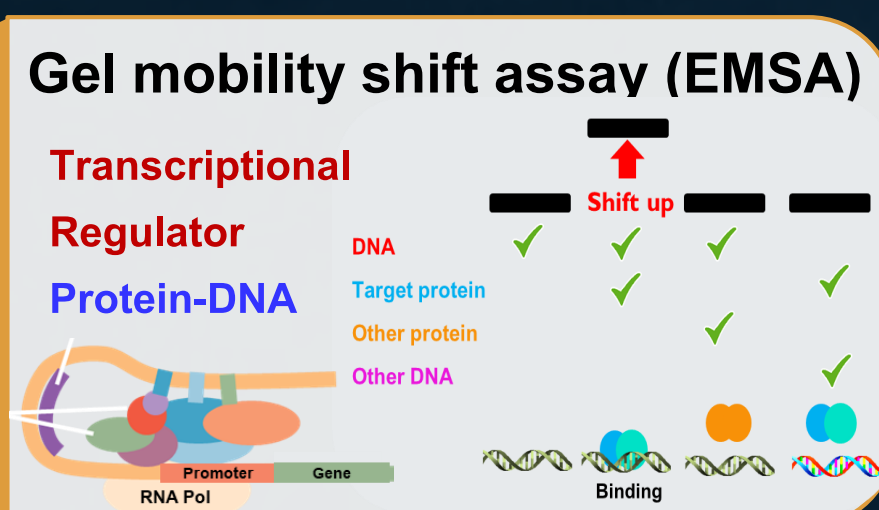 Gel mobility shift assay (EMSA)
Transcriptional
Regulator
Protein-DNA
Shift up
DNA
Target protein
Other protein
Other DNA
Promoter
Gene
RNA Pol
Binding